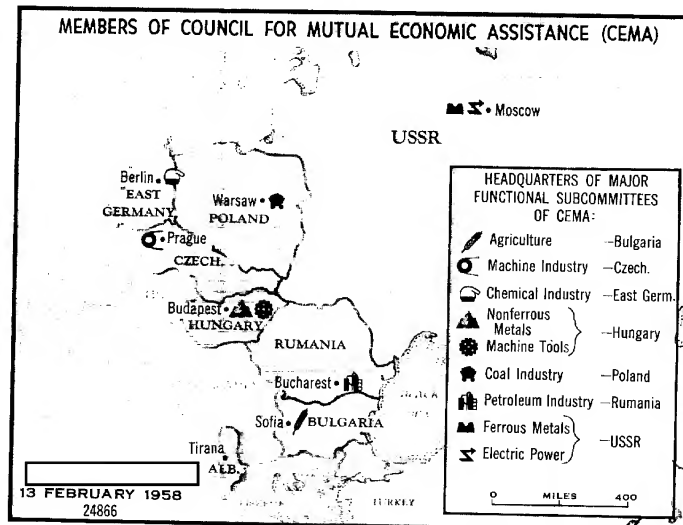 MEMBERS OF COUNCIL FOR MUTUAL ECONOMIC ASSISTANCE (CEMA)
Moscow
USSR
Berlin
EAST
GERMANY
Warsaw
POLAND
Prague
CZECH.
Budapest
HUNGARY
RUMANIA
Bucharest
Sofia
BULGARIA
Tirana
ALB.
TURKEY
HEADQUARTERS OF MAJOR
FUNCTIONAL SUBCOMMITTEES
OF CEMA:
Agriculture —Bulgaria
Machine Industry —Czech.
Chemical Industry —East Germ.
Nonferrous
Metals
—Hungary
Machine Tools
Coal Industry —Poland
Petroleum Industry —Rumania
Ferrous Metals
—USSR
Electric Power
0 MILES 400
13 FEBRUARY 1958
24866